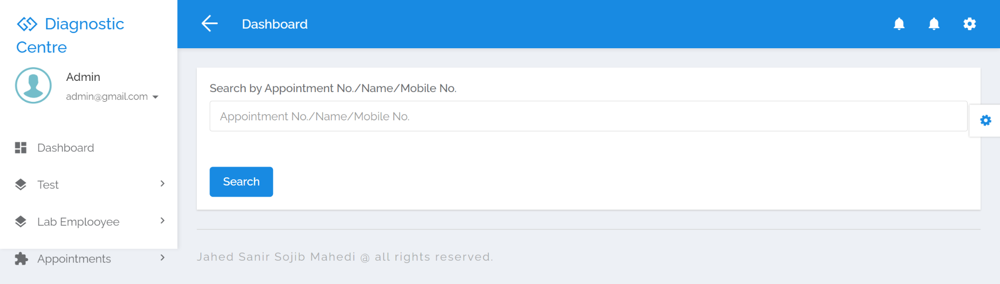 Diagnostic
Centre
Admin
admin@gmail.com
Dashboard
Test
Lab Emplooyee
Appointments
Dashboard
Search by Appointment No./Name/Mobile No.
Appointment No./Name/Mobile No.
Search
Jahed Sanir Sojib Mahedi @ all rights reserved.